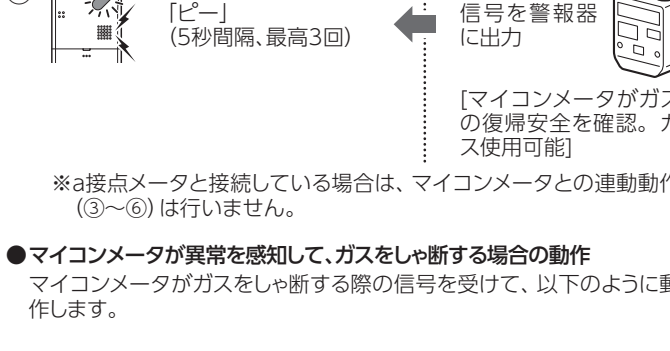 「ピー」
(5秒間隔、最高3回)
信号を警報器
に出力
[マイコンメータがガス
の復帰安全を確認。ガ
ス使用可能]
※a接点メータと接続している場合は、マイコンメータとの連動動作
(③〜⑥)は行いません。
●マイコンメータが異常を感知して、ガスをしゃ断する場合の動作
マイコンメータがガスをしゃ断する際の信号を受けて、以下のように動
作します。